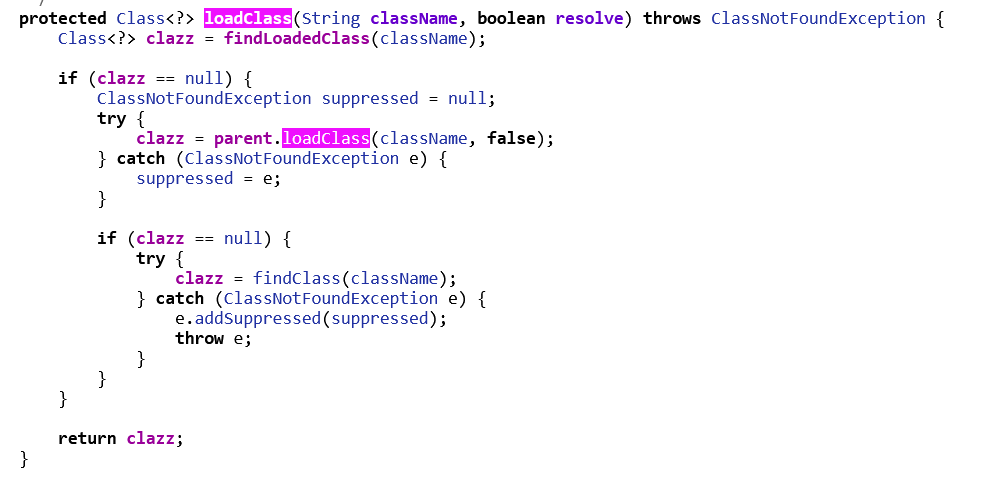 protected Class<?> loadClass(String className, boolean resolve) throws ClassNotFoundException {
    Class<?> clazz = findLoadedClass(className);

    if (clazz == null) {
        ClassNotFoundException suppressed = null;
        try {
            clazz = parent.loadClass(className, false);
        } catch (ClassNotFoundException e) {
            suppressed = e;
        }

        if (clazz == null) {
            try {
                clazz = findClass(className);
            } catch (ClassNotFoundException e) {
                e.addSuppressed(suppressed);
                throw e;
            }
        }
    }

    return clazz;
}